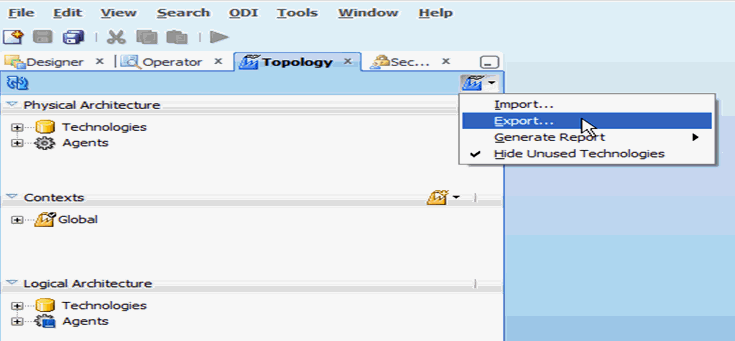 File Edit View Search ODI Tools Window Help
Designer Operator Topology Sec...
Physical Architecture
Import...
Technologies
Export...
Agents
Generate Report
Hide Unused Technologies
Contexts
Global
Logical Architecture
Technologies
Agents